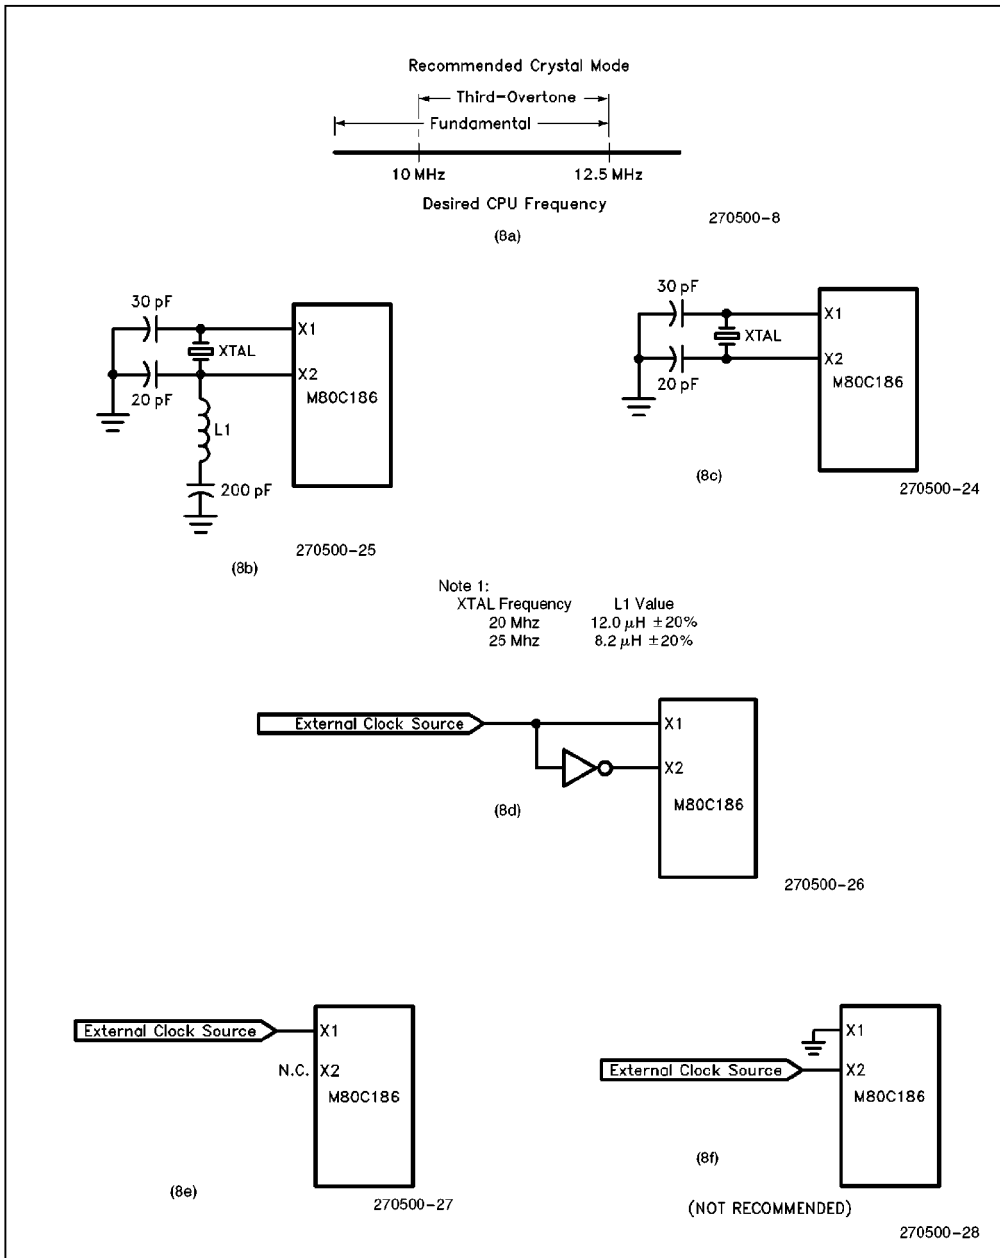 Recommended Crystal Mode
Third-Overtone
Fundamental
10 MHz
12.5 MHz
Desired CPU Frequency
270500-8
(8a)
30 pF
X1
XTAL
X2
20 pF
M80C186
L1
200 pF
270500-25
(8b)
30 pF
X1
XTAL
X2
20 pF
M80C186
(8c)
270500-24
Note 1:
XTAL Frequency L1 Value
20 Mhz 12.0 μH ±20%
25 Mhz 8.2 μH ±20%
External Clock Source
X1
X2
M80C186
(8d)
270500-26
External Clock Source
X1
N.C. X2
M80C186
(8e)
270500-27
X1
External Clock Source
X2
M80C186
(8f)
(NOT RECOMMENDED)
270500-28